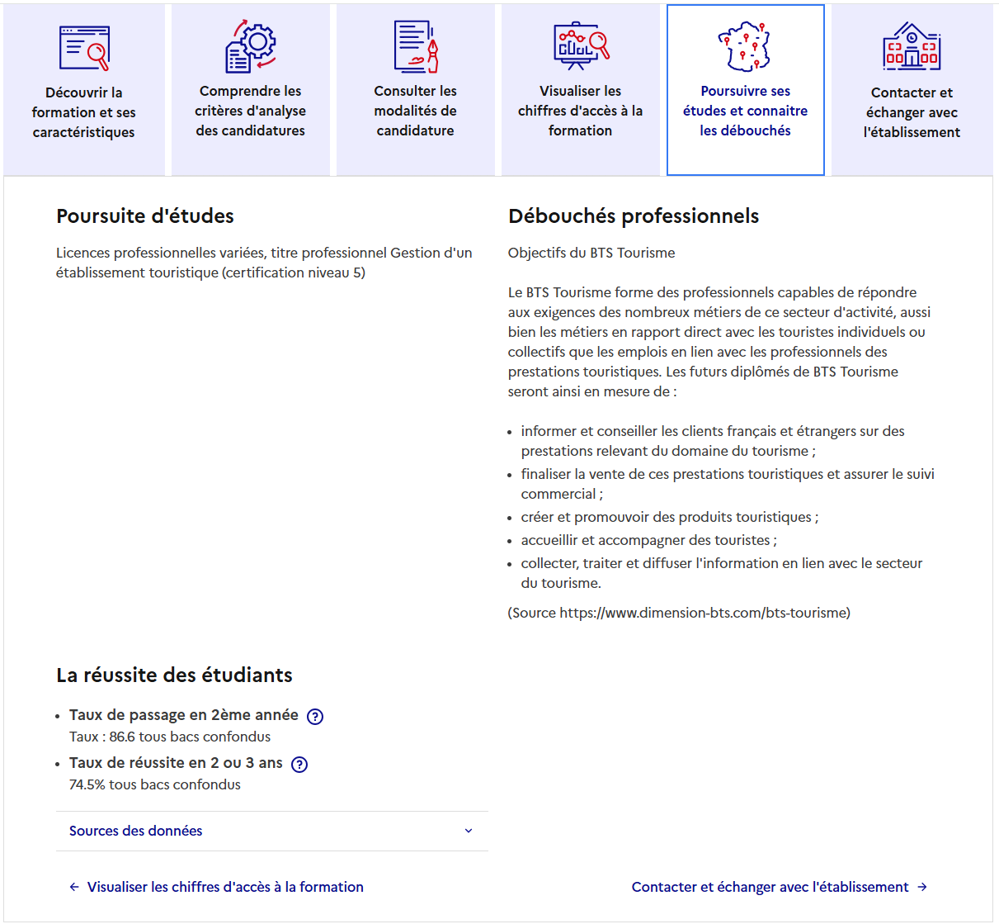 Découvrir la
formation et ses
caractéristiques
Comprendre les
critères d'analyse
des candidatures
Consulter les
modalités de
candidature
Visualiser les
chiffres d'accès à la
formation
Poursuivre ses
études et connaitre
les débouchés
Contacter et
échanger avec
l'établissement
Poursuite d'études
Licences professionnelles variées, titre professionnel Gestion d'un
établissement touristique (certification niveau 5)
Débouchés professionnels
Objectifs du BTS Tourisme
Le BTS Tourisme forme des professionnels capables de répondre
aux exigences des nombreux métiers de ce secteur d'activité, aussi
bien les métiers en rapport direct avec les touristes individuels ou
collectifs que les emplois en lien avec les professionnels des
prestations touristiques. Les futurs diplômés de BTS Tourisme
seront ainsi en mesure de :
• informer et conseiller les clients français et étrangers sur des
prestations relevant du domaine du tourisme ;
• finaliser la vente de ces prestations touristiques et assurer le suivi
commercial ;
• créer et promouvoir des produits touristiques ;
• accueillir et accompagner des touristes ;
• collecter, traiter et diffuser l'information en lien avec le secteur
du tourisme.
(Source https://www.dimension-bts.com/bts-tourisme)
La réussite des étudiants
• Taux de passage en 2ème année ?
Taux : 86.6 tous bacs confondus
• Taux de réussite en 2 ou 3 ans ?
74.5% tous bacs confondus
Sources des données
← Visualiser les chiffres d'accès à la formation
Contacter et échanger avec l'établissement →